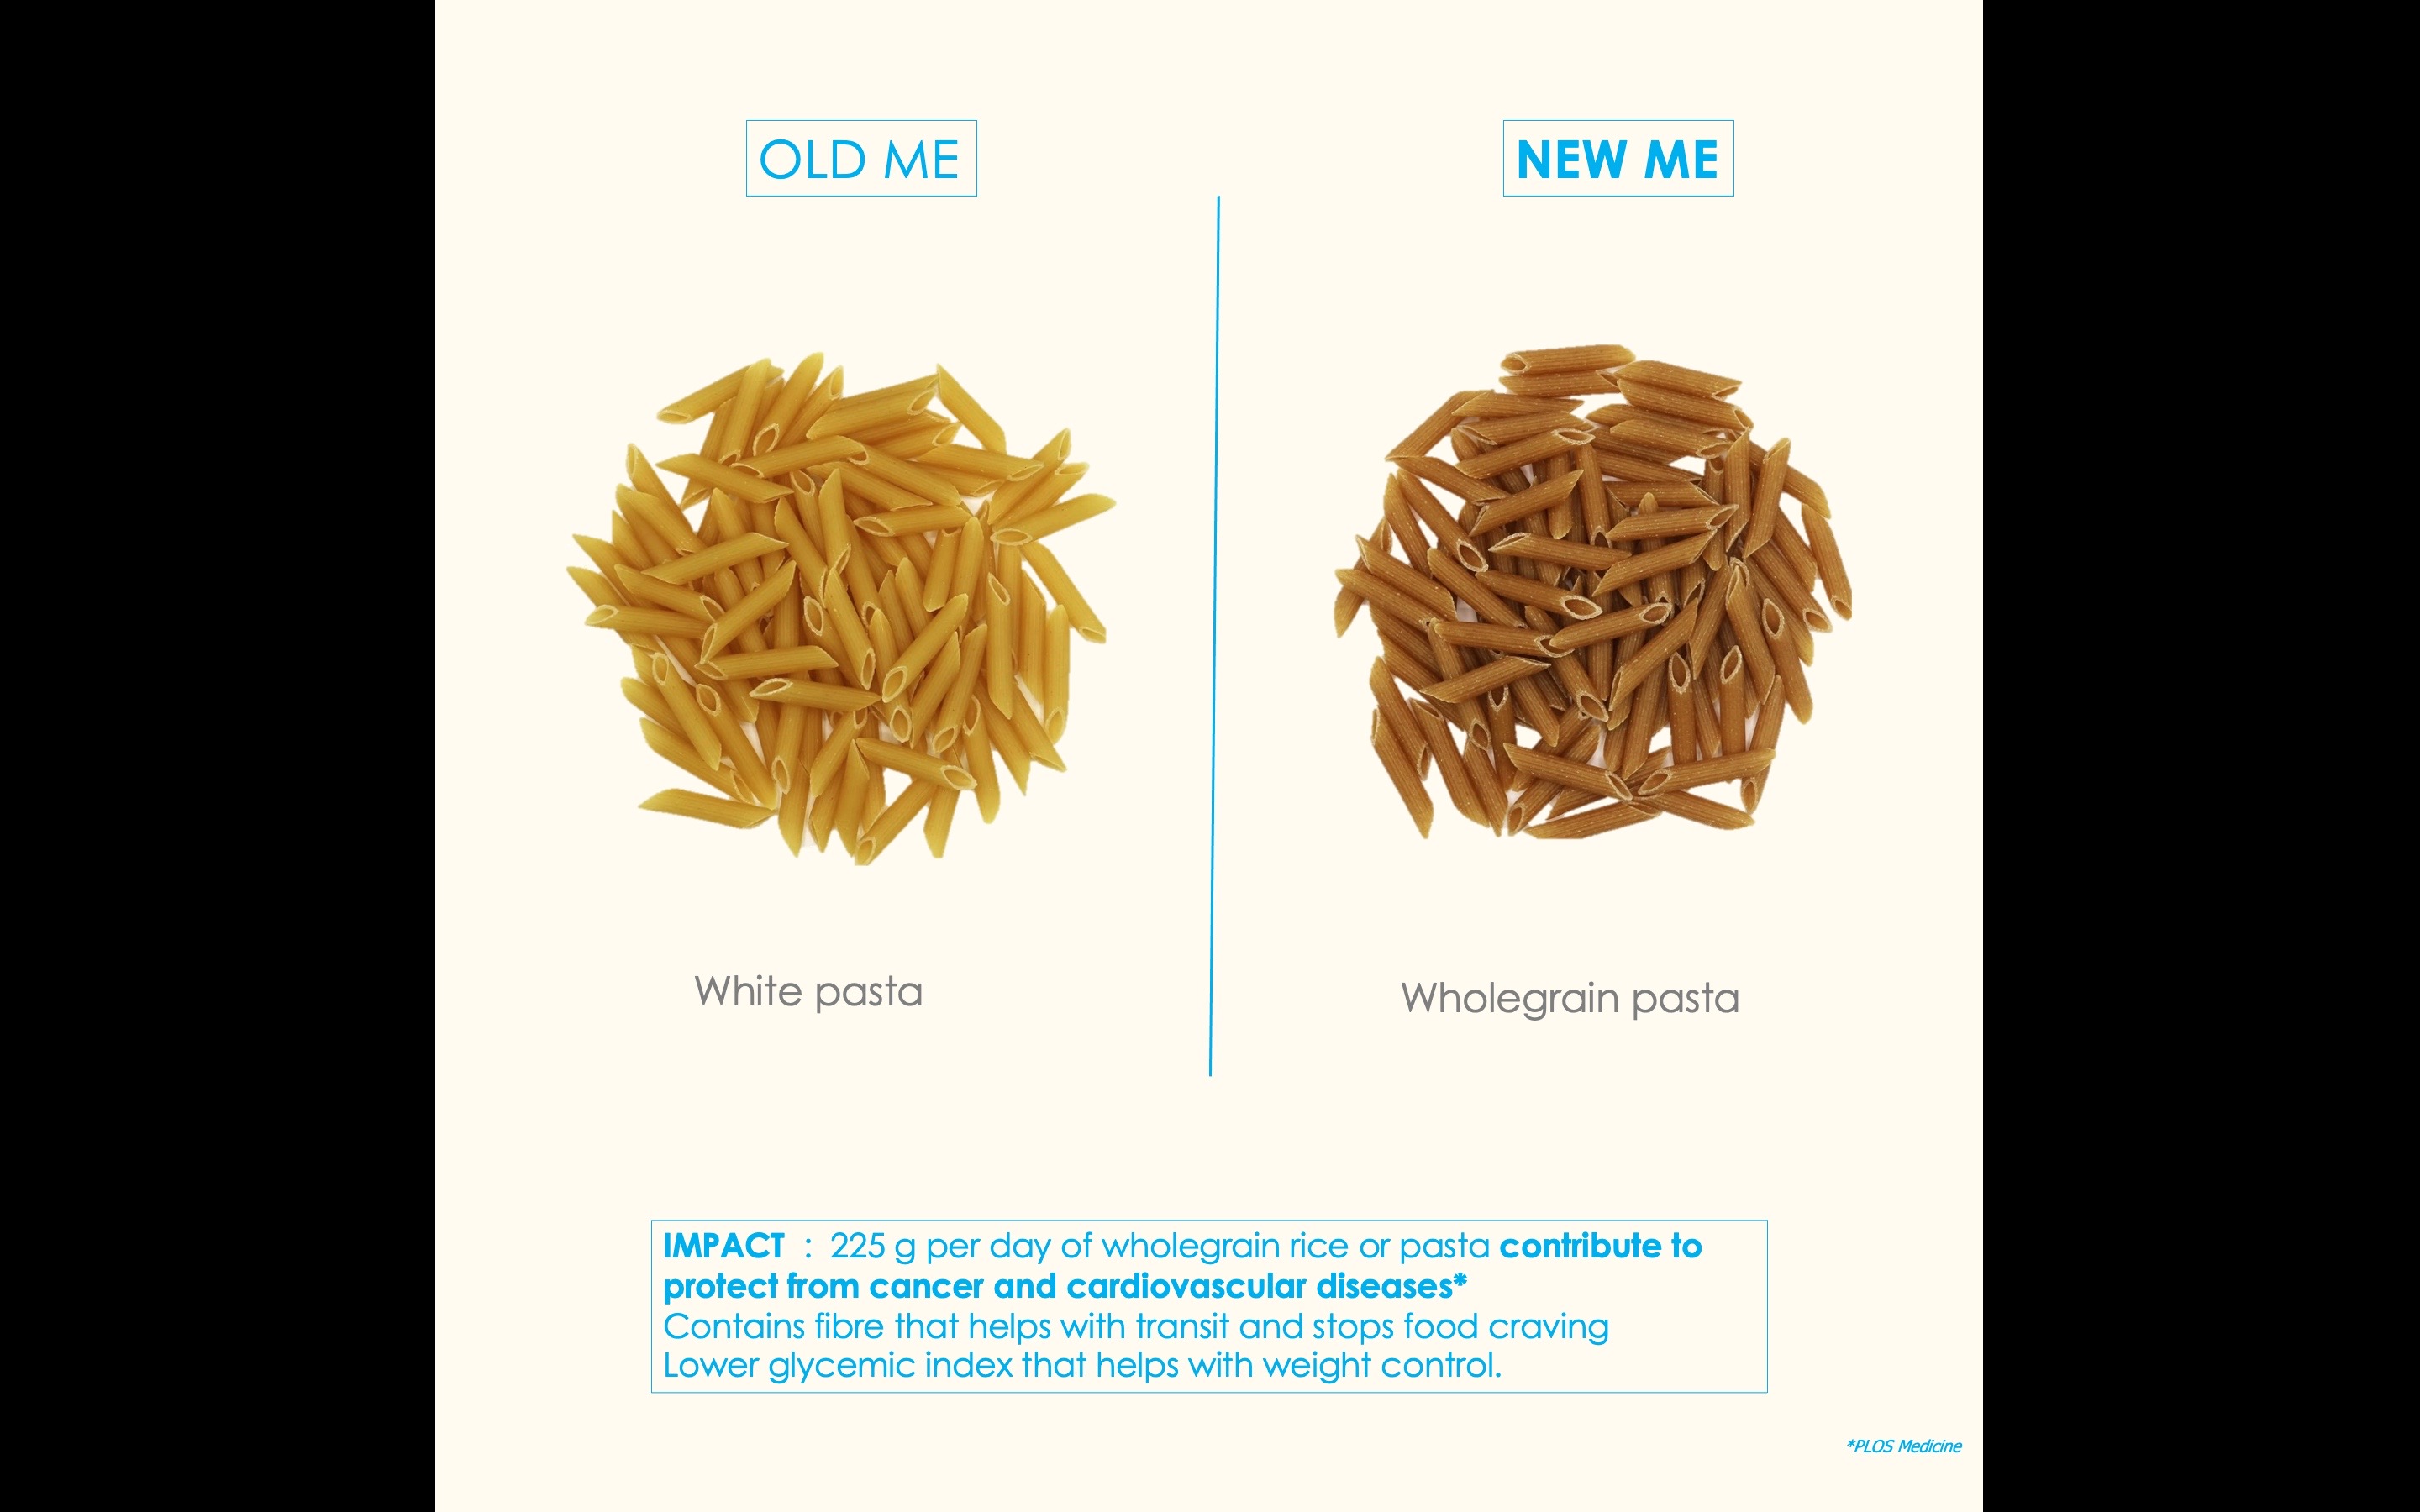 OLD ME
NEW ME
White pasta
Wholegrain pasta
IMPACT : 225 g per day of wholegrain rice or pasta contribute to
protect from cancer and cardiovascular diseases*
Contains fibre that helps with transit and stops food craving
Lower glycemic index that helps with weight control.
*PLOS Medicine